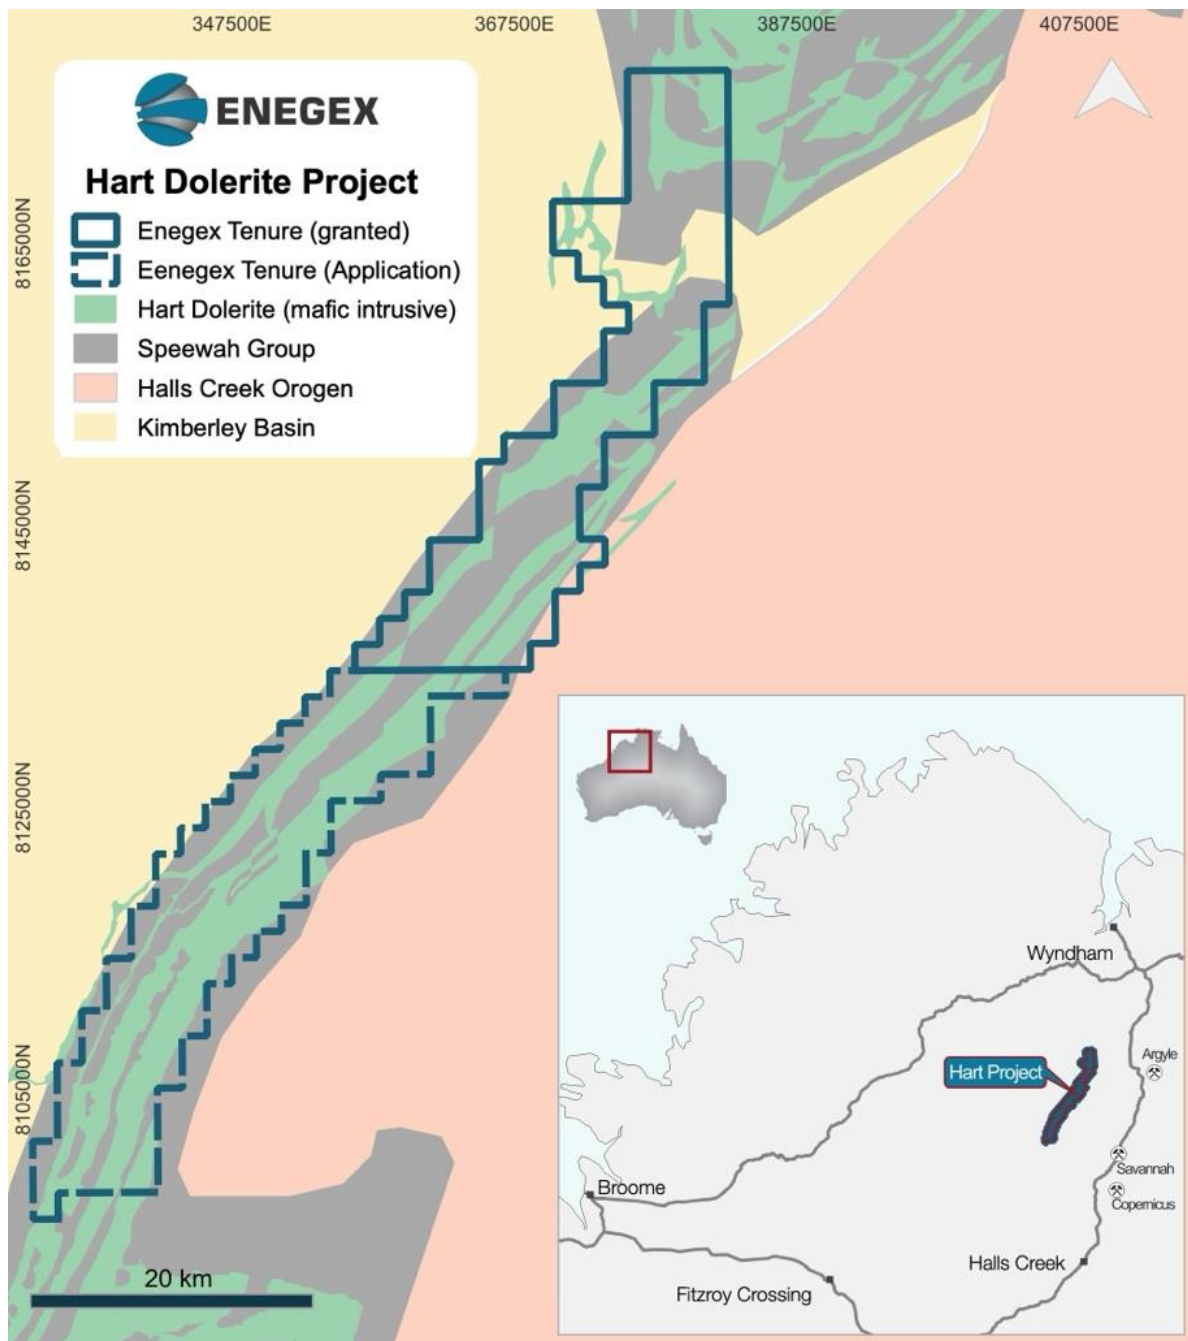 347500E
367500E
387500E
407500E
ENEGEX
Hart Dolerite Project
Enegex Tenure (granted)
Eenegex Tenure (Application)
Hart Dolerite (mafic intrusive)
Speewah Group
Halls Creek Orogen
Kimberley Basin
8165000N
8145000N
8125000N
8105000N
20 km
Wyndham
Argyle
Hart Project
Savannah
Copernicus
Broome
Halls Creek
Fitzroy Crossing